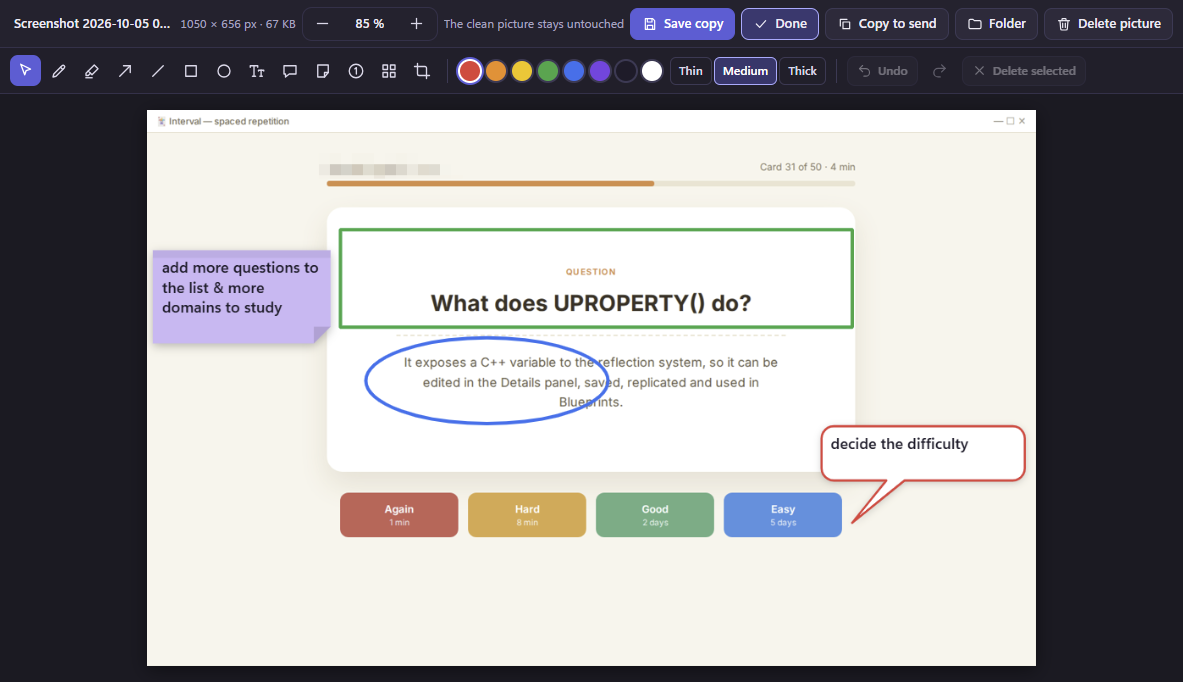 Screenshot 2026-10-05 0... 1050 × 656 px · 67 KB 85 % The clean picture stays untouched Save copy Done Copy to send Folder Delete picture
Tт 1 Thin Medium Thick Undo Delete selected
Interval — spaced repetition
Card 31 of 50 · 4 min
add more questions to
the list & more
domains to study
QUESTION
What does UPROPERTY() do?
It exposes a C++ variable to the reflection system, so it can be
edited in the Details panel, saved, replicated and used in
Blueprints.
decide the difficulty
Again Hard Good Easy
1 min 8 min 2 days 5 days